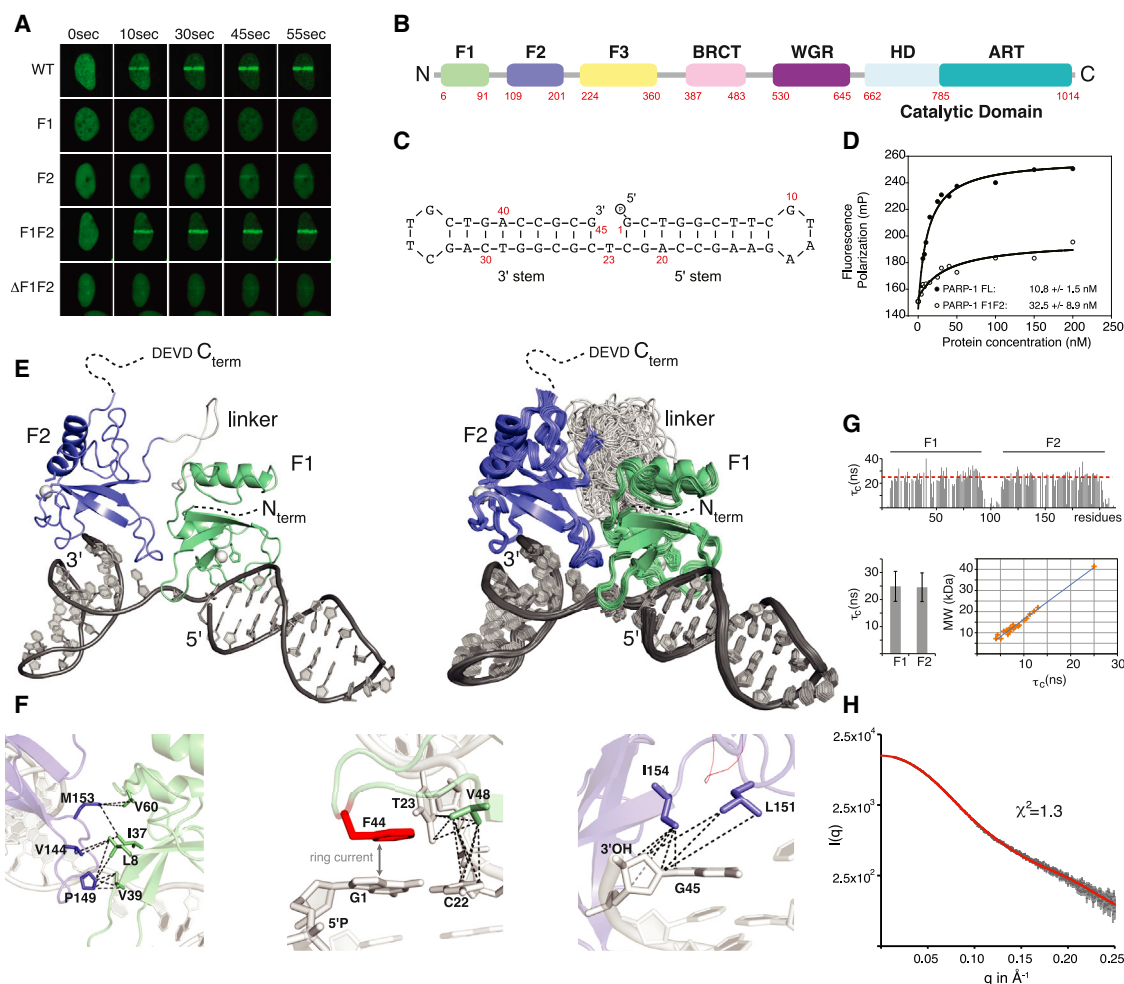 A
0sec 10sec 30sec 45sec 55sec
WT
F1
F2
F1F2
ΔF1F2
B
F1 F2 F3 BRCT WGR HD ART
N C
6 91 109 201 224 360 387 483 530 645 662 785 1014
Catalytic Domain
C
40 3' P 5' 10
G C T G A C C G C G G C T G G C T T C G
T T
T 45 1 A
C T G A C T G G C G C T C G A C C G A A G A
30 23 20
3' stem 5' stem
D
Fluorescence
Polarization (mP)
260
240
220
200
180
160
140
0 50 100 150 200 250
PARP-1 FL: 10.8 +/- 1.5 nM
PARP-1 F1F2: 32.5 +/- 8.9 nM
Protein concentration (nM)
E
DEVD Cterm
F2
linker
F1
Nterm
3'
5'
DEVD Cterm
F2
linker
F1
Nterm
3'
5'
F
M153
V60
I37
V144
L8
P149
V39
T23
V48
F44
ring current
G1
C22
5'P
I154
L151
3'OH
G45
G
F1 F2
τc(ns)
40
20
0
50 100 150 residues
τc(ns)
40
20
0
F1 F2
MW (kDa)
40
30
20
10
0 5 10 15 20 25 30
τc(ns)
H
I(q)
2.5x10⁴
2.5x10³
2.5x10²
χ²=1.3
0.05 0.10 0.15 0.20 0.25
q in Å⁻¹